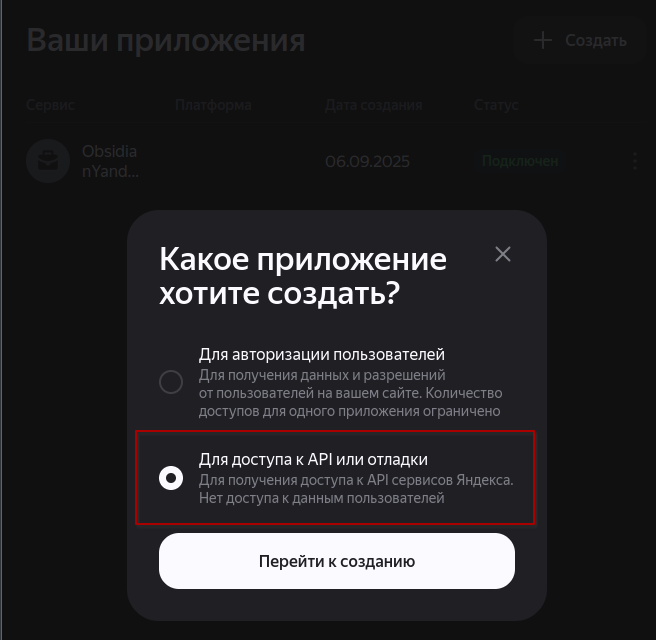 Ваши приложения
Создать
Сервис Платформа Дата создания Статус
Obsidia
nYand...
06.09.2025
Подключен
Какое приложение
хотите создать?
Для авторизации пользователей
Для получения данных и разрешений
от пользователей на вашем сайте. Количество
доступов для одного приложения ограничено
Для доступа к API или отладки
Для получения доступа к API сервисов Яндекса.
Нет доступа к данным пользователей
Перейти к созданию